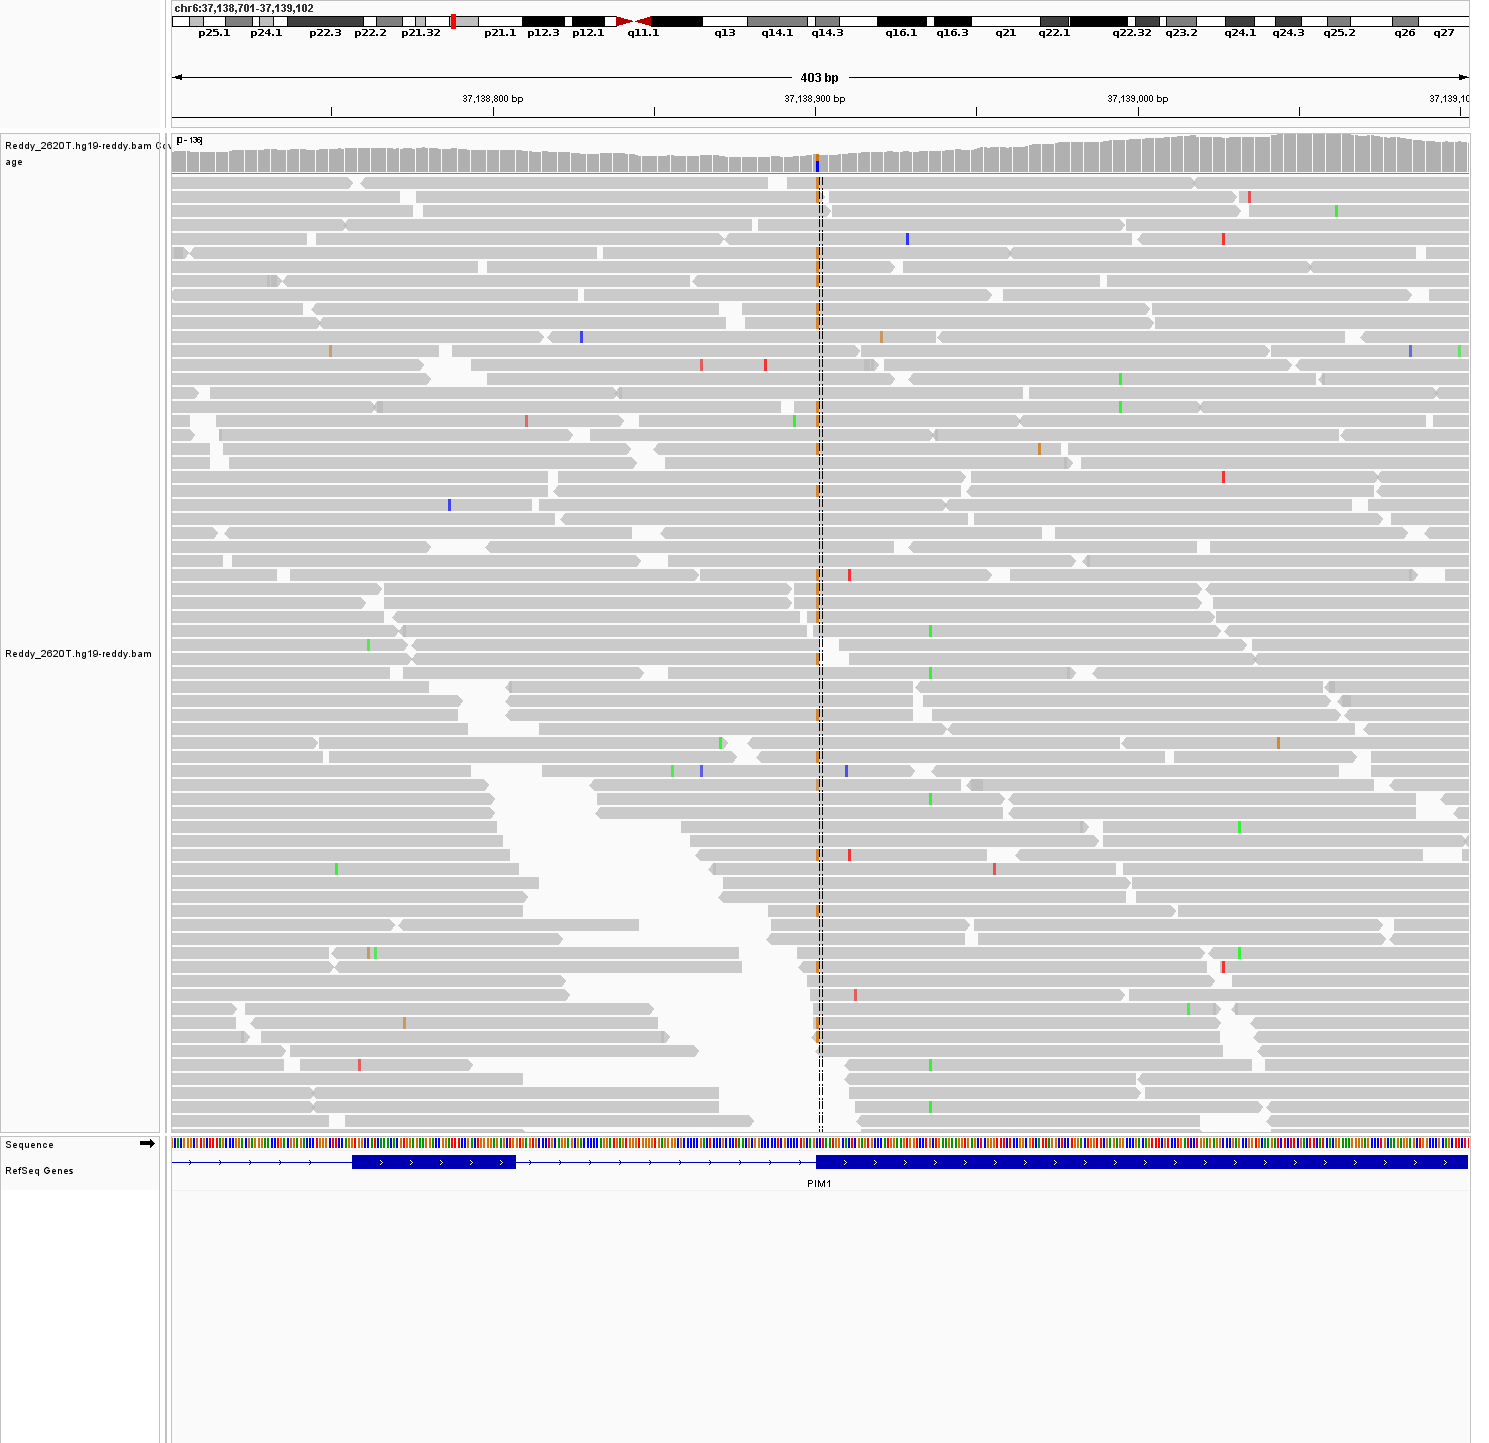 chr6:37,138,701-37,139,102
p25.1 p24.1 p22.3 p22.2 p21.32 p21.1 p12.3 p12.1 q11.1 q13 q14.1 q14.3 q16.1 q16.3 q21 q22.1 q22.32 q23.2 q24.1 q24.3 q25.2 q26 q27
403 bp
37,138,800 bp 37,138,900 bp 37,139,000 bp 37,139,10
Reddy_2620T.hg19-reddy.bam Cov
age
[0 - 136]
Reddy_2620T.hg19-reddy.bam
Sequence
RefSeq Genes
PIM1